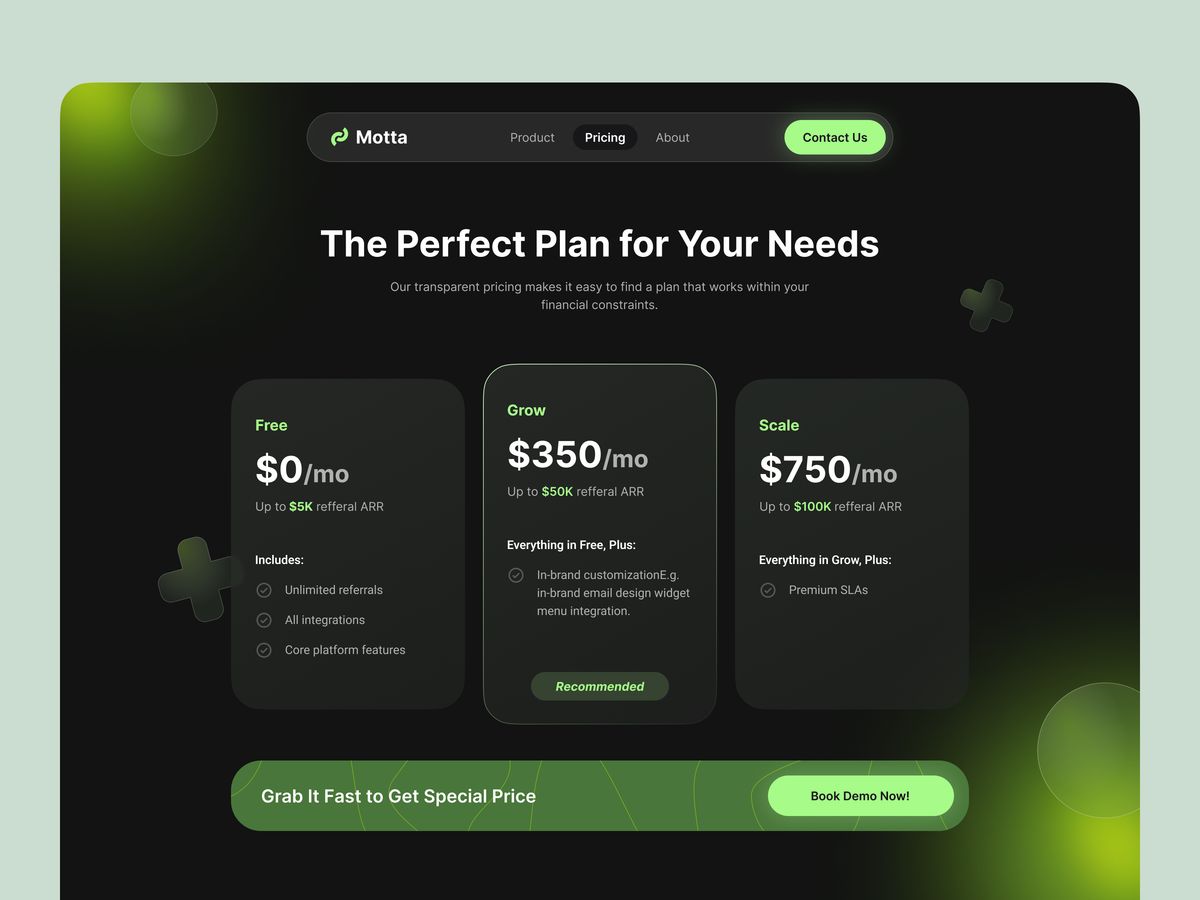 Motta
Product
Pricing
About
Contact Us
The Perfect Plan for Your Needs
Our transparent pricing makes it easy to find a plan that works within your
financial constraints.
Free
$0/mo
Up to $5K refferal ARR
Includes:
Unlimited referrals
All integrations
Core platform features
Grow
$350/mo
Up to $50K refferal ARR
Everything in Free, Plus:
In-brand customizationE.g.
in-brand email design widget
menu integration.
Recommended
Scale
$750/mo
Up to $100K refferal ARR
Everything in Grow, Plus:
Premium SLAs
Grab It Fast to Get Special Price
Book Demo Now!